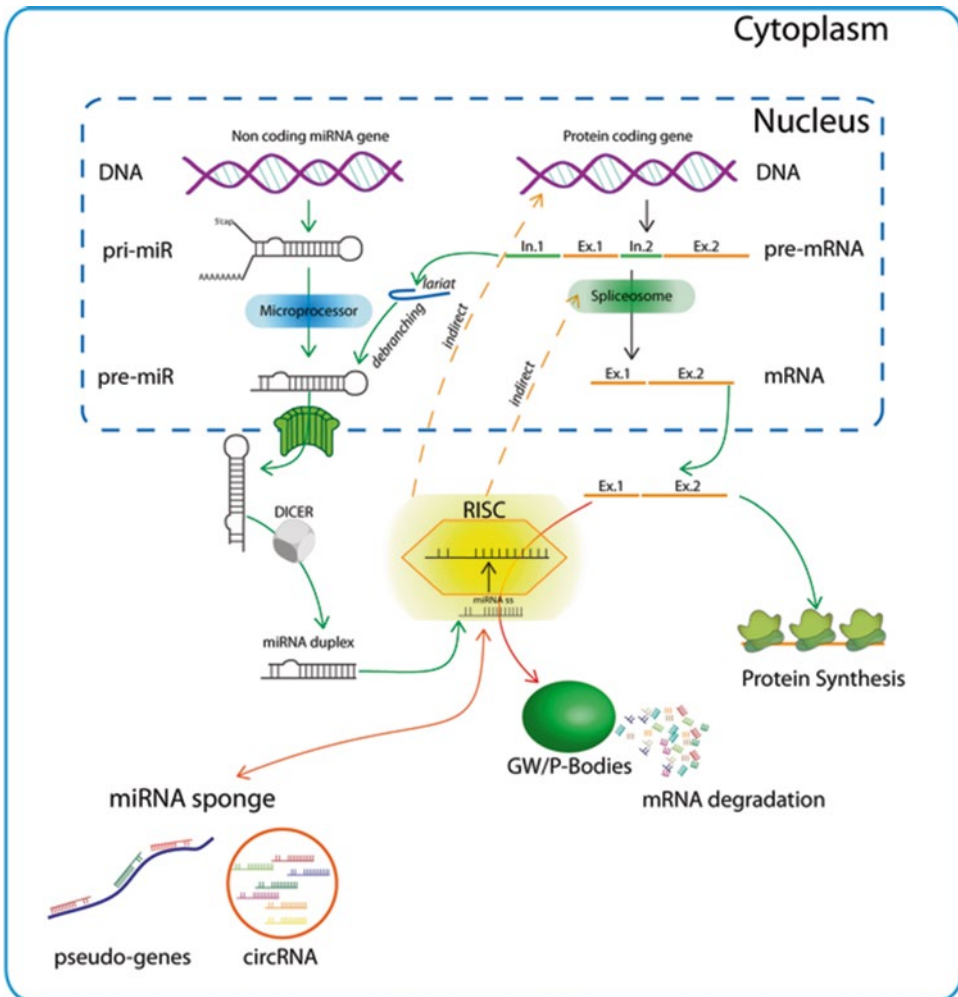 Cytoplasm
Nucleus
Non coding miRNA gene
Protein coding gene
DNA
DNA
5'cap
pri-miR
AAAAAAAAA
In.1
Ex.1
In.2
Ex.2
pre-mRNA
lariat
Microprocessor
Spliceosome
debranching
indirect
indirect
pre-miR
Ex.1
Ex.2
mRNA
Ex.1
Ex.2
RISC
DICER
miRNA ss
miRNA duplex
Protein Synthesis
GW/P-Bodies
mRNA degradation
miRNA sponge
pseudo-genes
circRNA